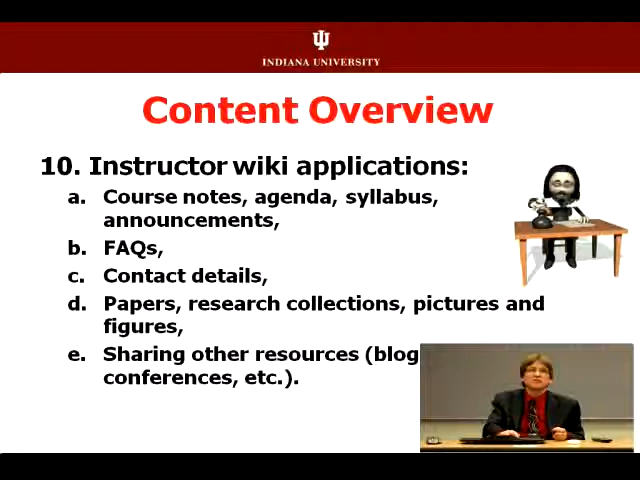 INDIANA UNIVERSITY
Content Overview
10. Instructor wiki applications:
a. Course notes, agenda, syllabus,
announcements,
b. FAQs,
c. Contact details,
d. Papers, research collections, pictures and
figures,
e. Sharing other resources (blog
conferences, etc.).